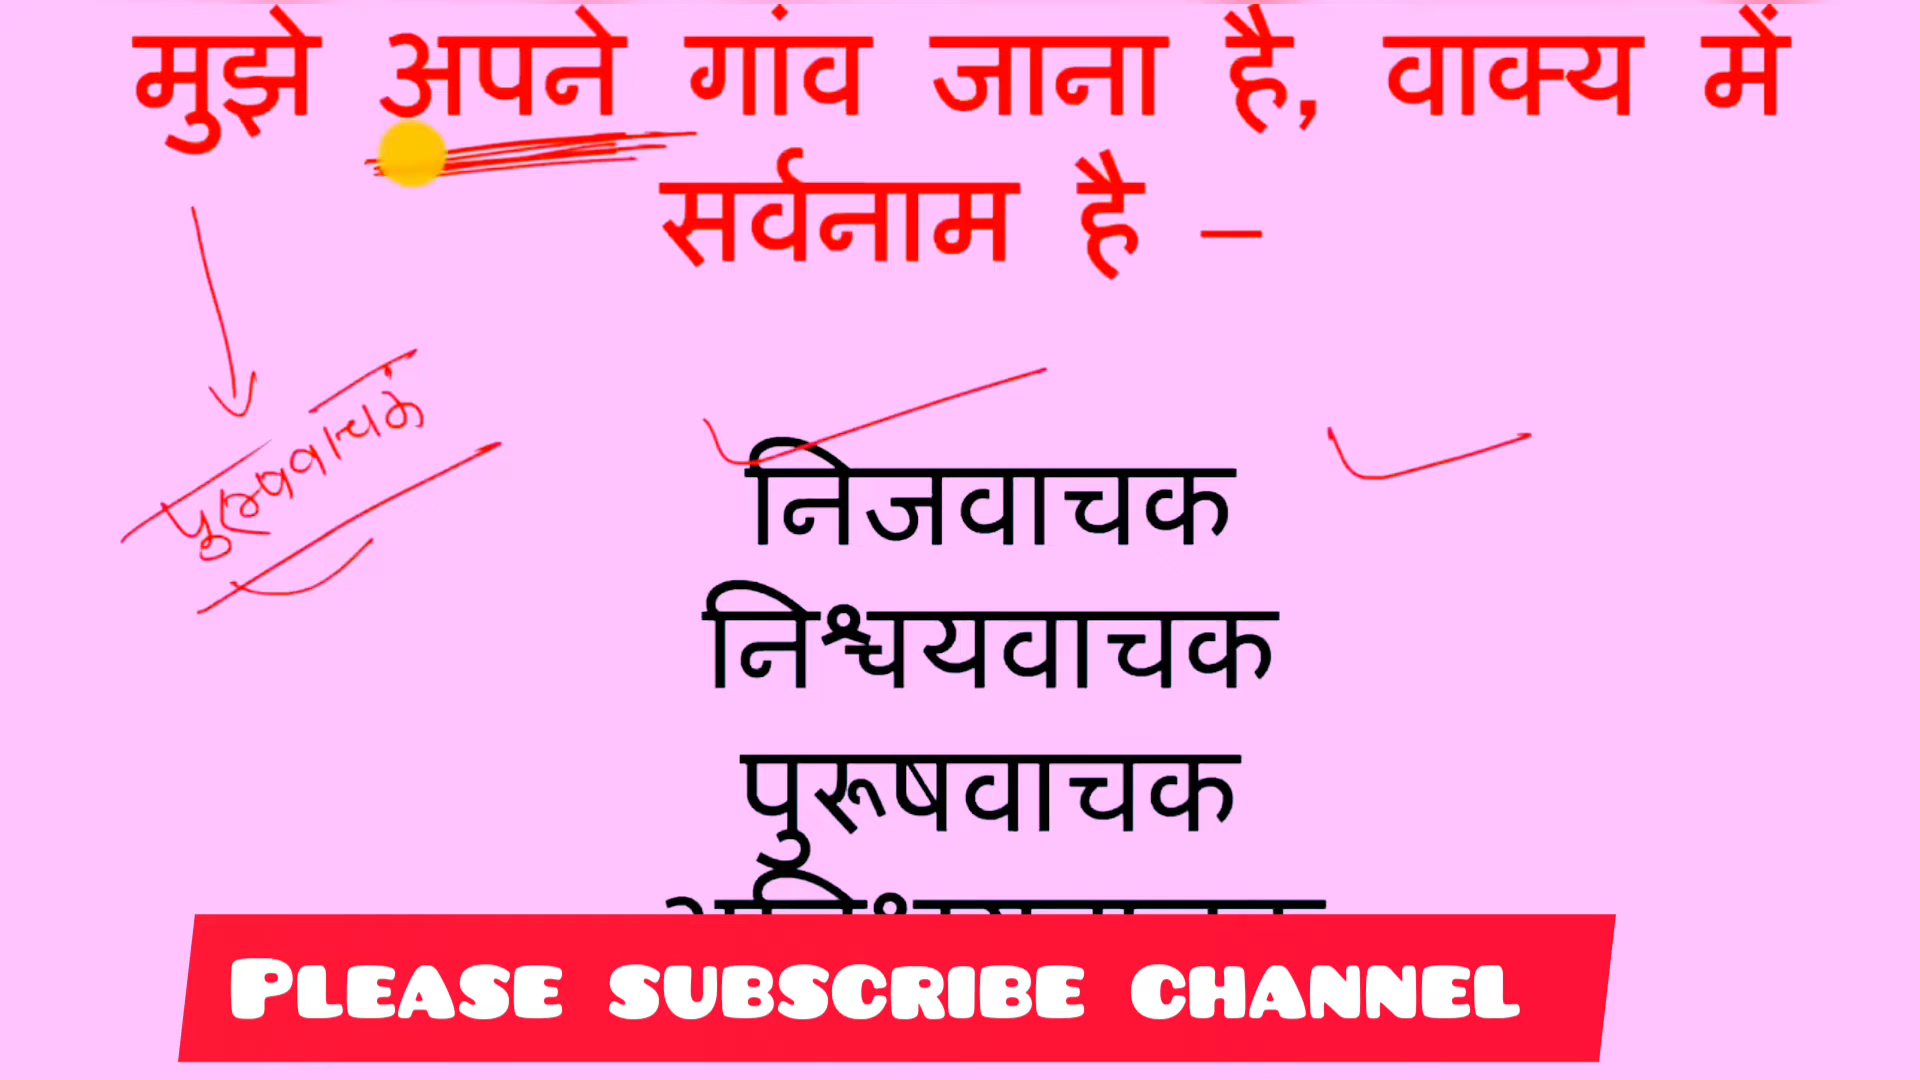 मुझे अपने गांव जाना है, वाक्य में
सर्वनाम है –
पुरुषवाचक
निजवाचक
निश्चयवाचक
पुरूषवाचक
PLEASE SUBSCRIBE CHANNEL